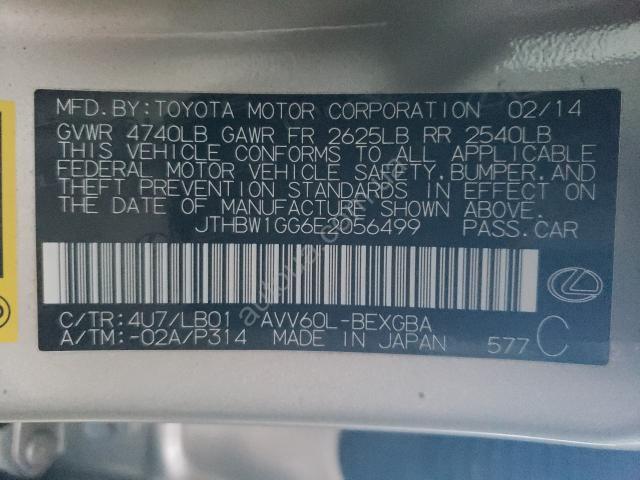 MFD. BY: TOYOTA MOTOR CORPORATION 02/14
GVWR 4740LB GAWR FR 2625LB RR 2540LB
THIS VEHICLE CONFORMS TO ALL APPLICABLE
FEDERAL MOTOR VEHICLE SAFETY, BUMPER, AND
THEFT PREVENTION STANDARDS IN EFFECT ON
THE DATE OF MANUFACTURE SHOWN ABOVE.
JTHBW1GG6E2056499 PASS. CAR
C/TR: 4U7/LB01 AVV60L-BEXGBA
A/TM: -02A/P314 MADE IN JAPAN 577 C